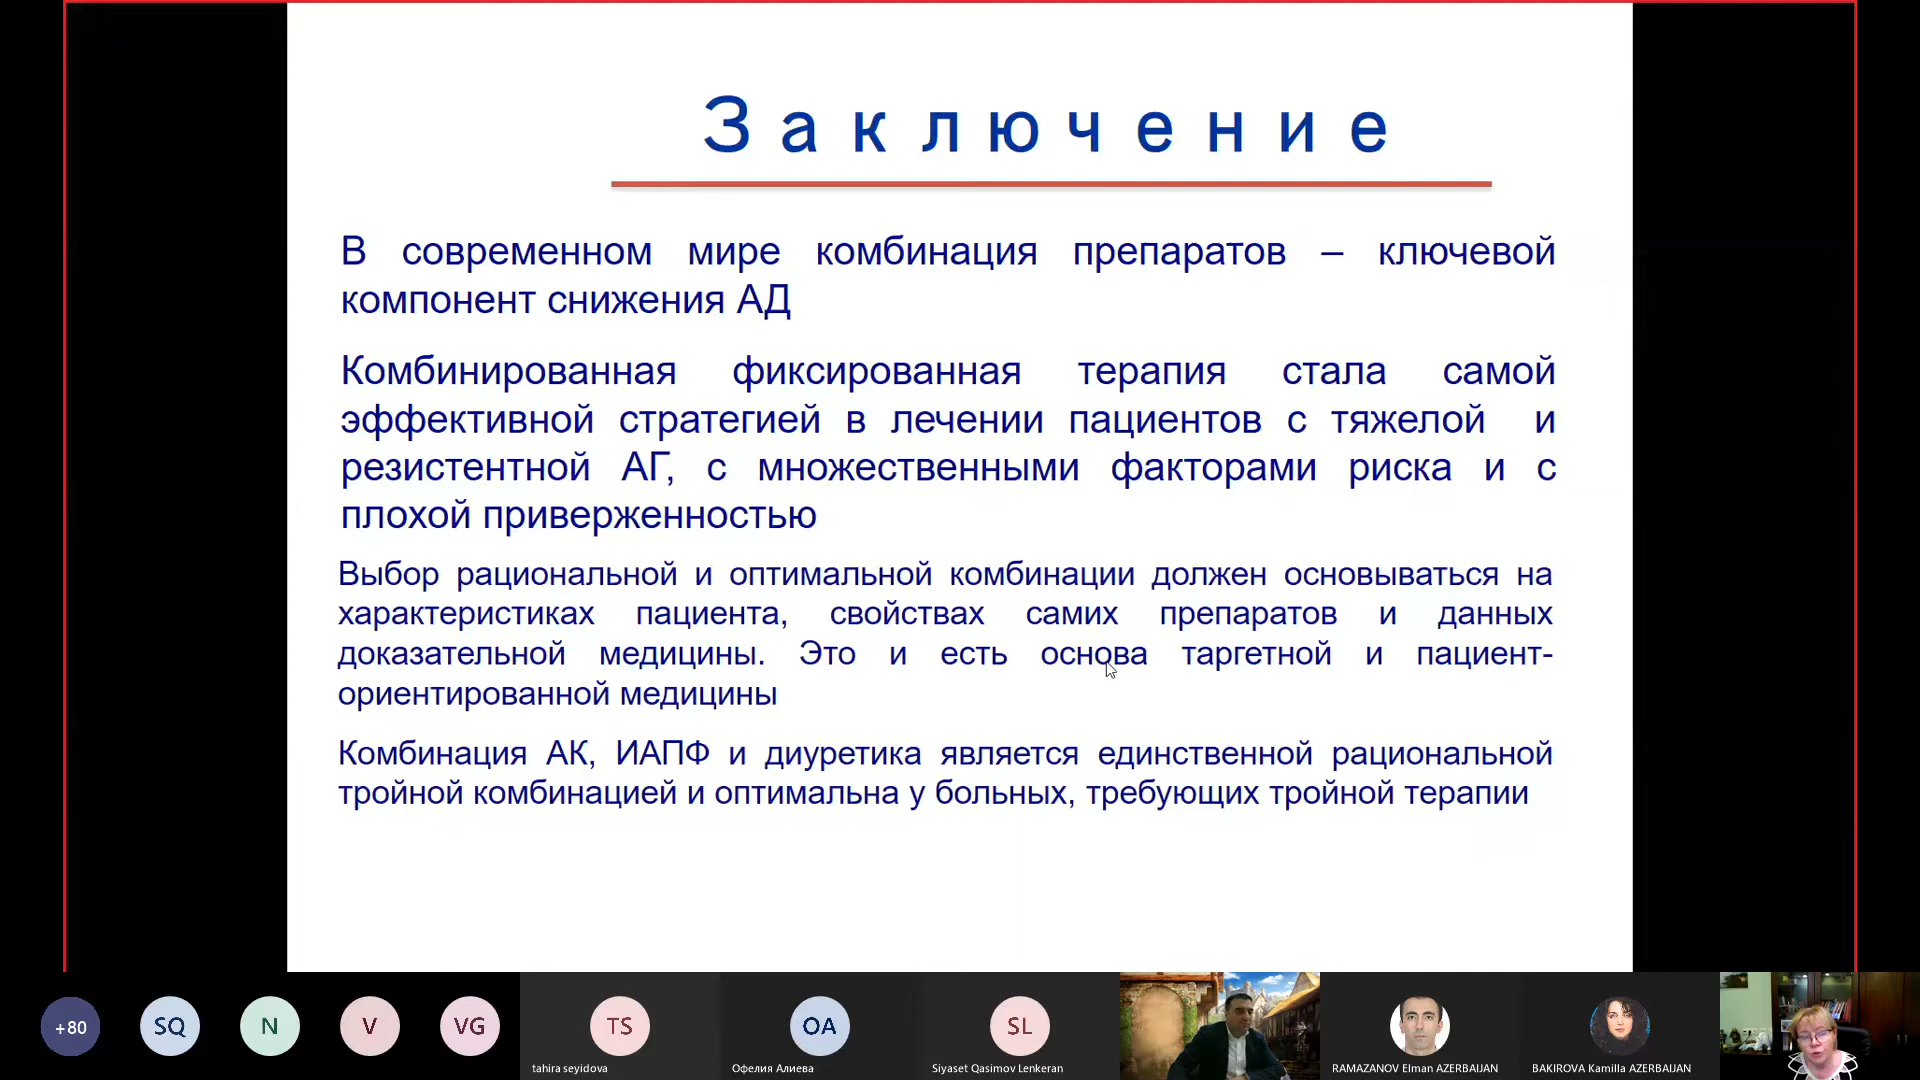 Заключение
В современном мире комбинация препаратов – ключевой
компонент снижения АД
Комбинированная фиксированная терапия стала самой
эффективной стратегией в лечении пациентов с тяжелой и
резистентной АГ, с множественными факторами риска и с
плохой приверженностью
Выбор рациональной и оптимальной комбинации должен основываться на
характеристиках пациента, свойствах самих препаратов и данных
доказательной медицины. Это и есть основа таргетной и пациент-
ориентированной медицины
Комбинация АК, ИАПФ и диуретика является единственной рациональной
тройной комбинацией и оптимальна у больных, требующих тройной терапии
+80
SQ
N
V
VG
TS
tahira seyidova
OA
Офелия Алиева
SL
Siyaset Qasimov Lenkeran
RAMAZANOV Elman AZERBAIJAN
BAKIROVA Kamilla AZERBAIJAN